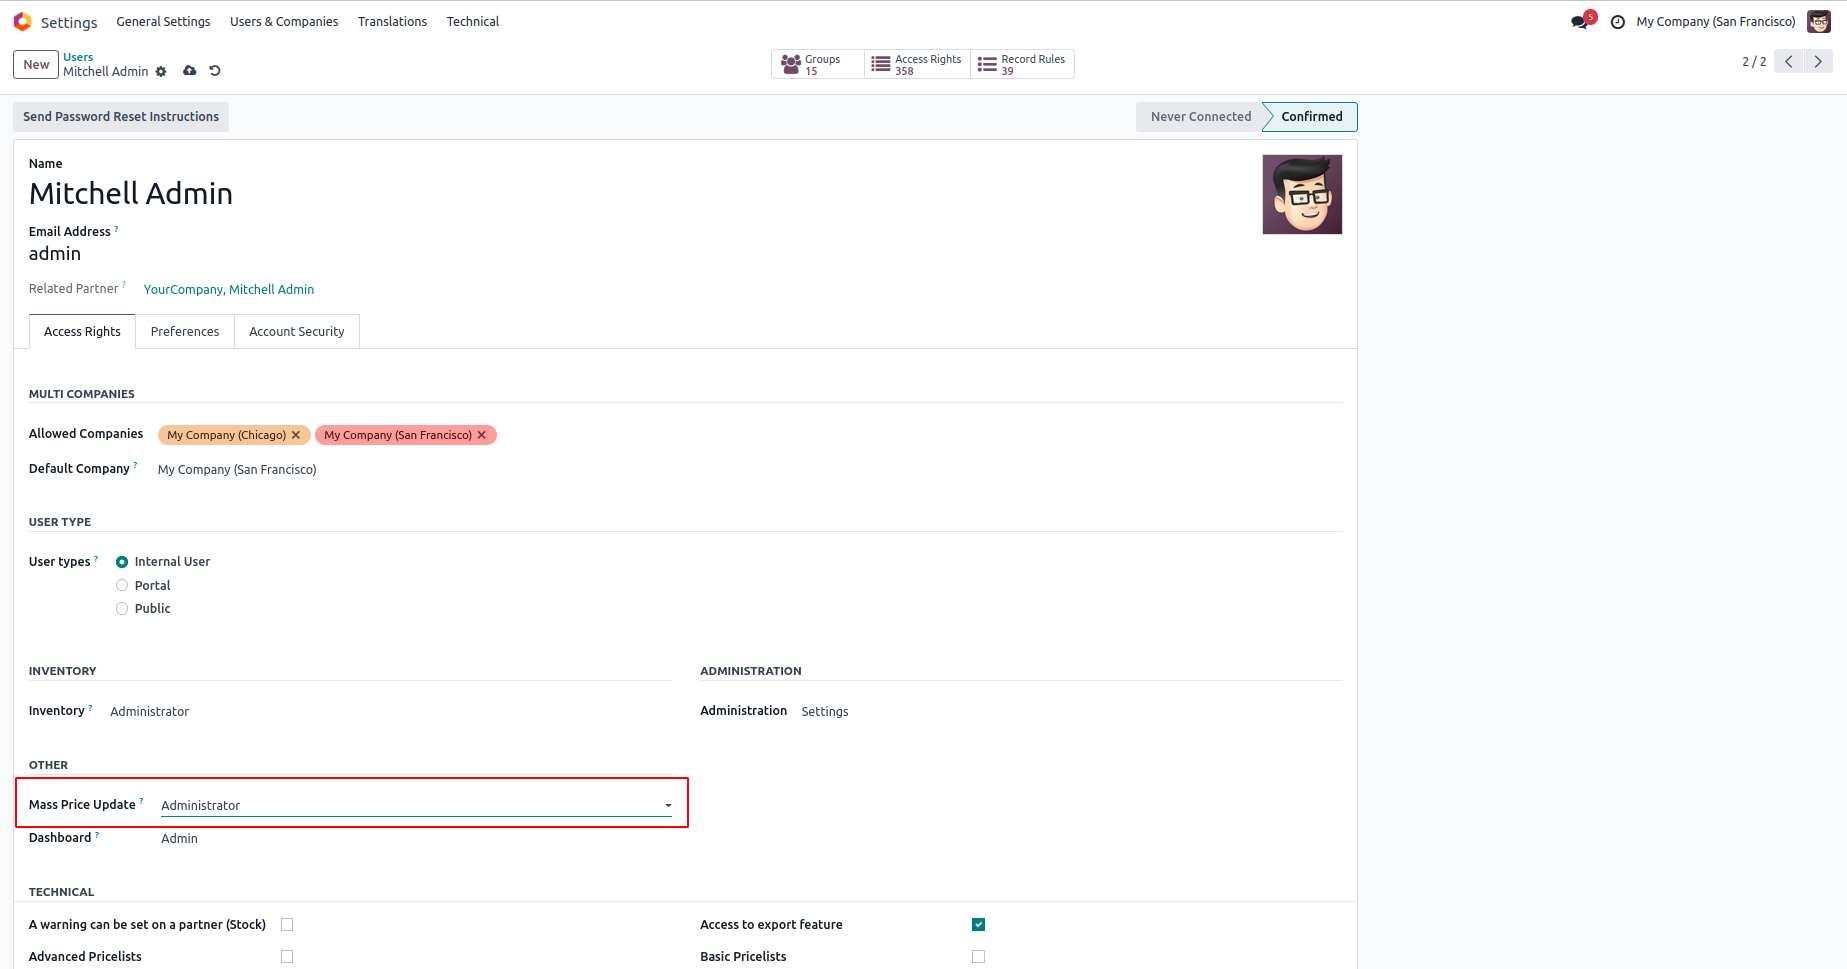 Settings General Settings Users & Companies Translations Technical 5 My Company (San Francisco)
New Users
Mitchell Admin
Groups 15
Access Rights 358
Record Rules 39
2 / 2
Send Password Reset Instructions
Never Connected Confirmed
Name
Mitchell Admin
Email Address ?
admin
Related Partner ? YourCompany, Mitchell Admin
Access Rights Preferences Account Security
MULTI COMPANIES
Allowed Companies My Company (Chicago) × My Company (San Francisco) ×
Default Company ? My Company (San Francisco)
USER TYPE
User types ? Internal User
Portal
Public
INVENTORY ADMINISTRATION
Inventory ? Administrator Administration Settings
OTHER
Mass Price Update ? Administrator
Dashboard ? Admin
TECHNICAL
A warning can be set on a partner (Stock) Access to export feature
Advanced Pricelists Basic Pricelists